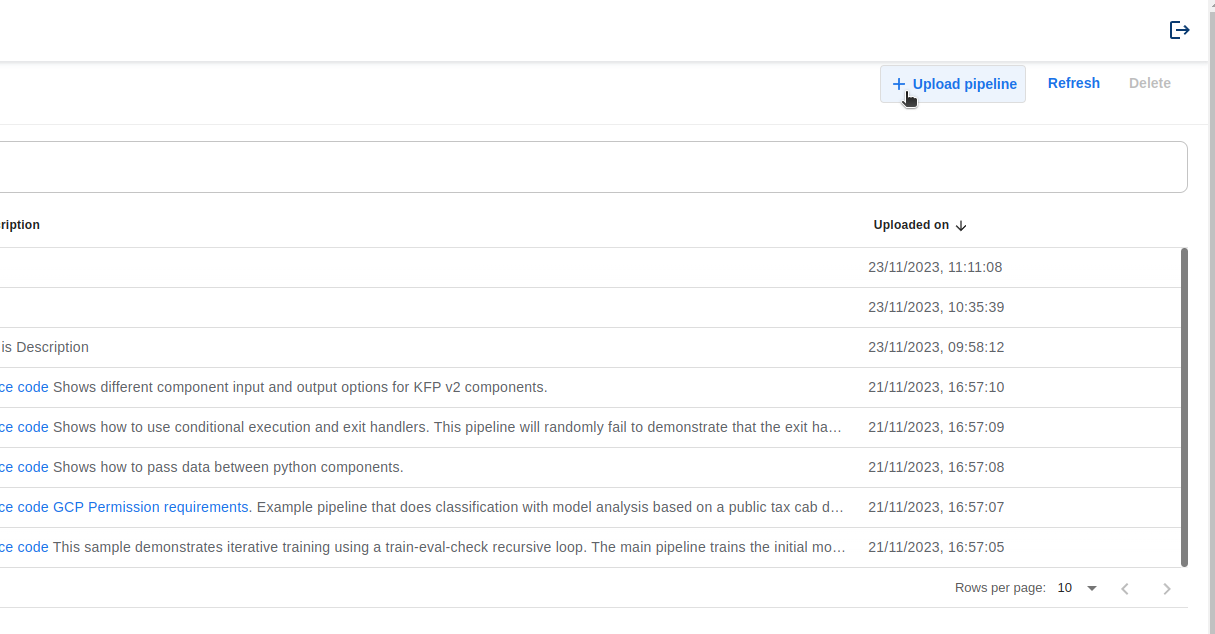 Upload pipeline Refresh Delete
ription Uploaded on
23/11/2023, 11:11:08
23/11/2023, 10:35:39
is Description 23/11/2023, 09:58:12
ce code Shows different component input and output options for KFP v2 components. 21/11/2023, 16:57:10
ce code Shows how to use conditional execution and exit handlers. This pipeline will randomly fail to demonstrate that the exit ha… 21/11/2023, 16:57:09
ce code Shows how to pass data between python components. 21/11/2023, 16:57:08
ce code GCP Permission requirements. Example pipeline that does classification with model analysis based on a public tax cab d… 21/11/2023, 16:57:07
ce code This sample demonstrates iterative training using a train-eval-check recursive loop. The main pipeline trains the initial mo… 21/11/2023, 16:57:05
Rows per page: 10